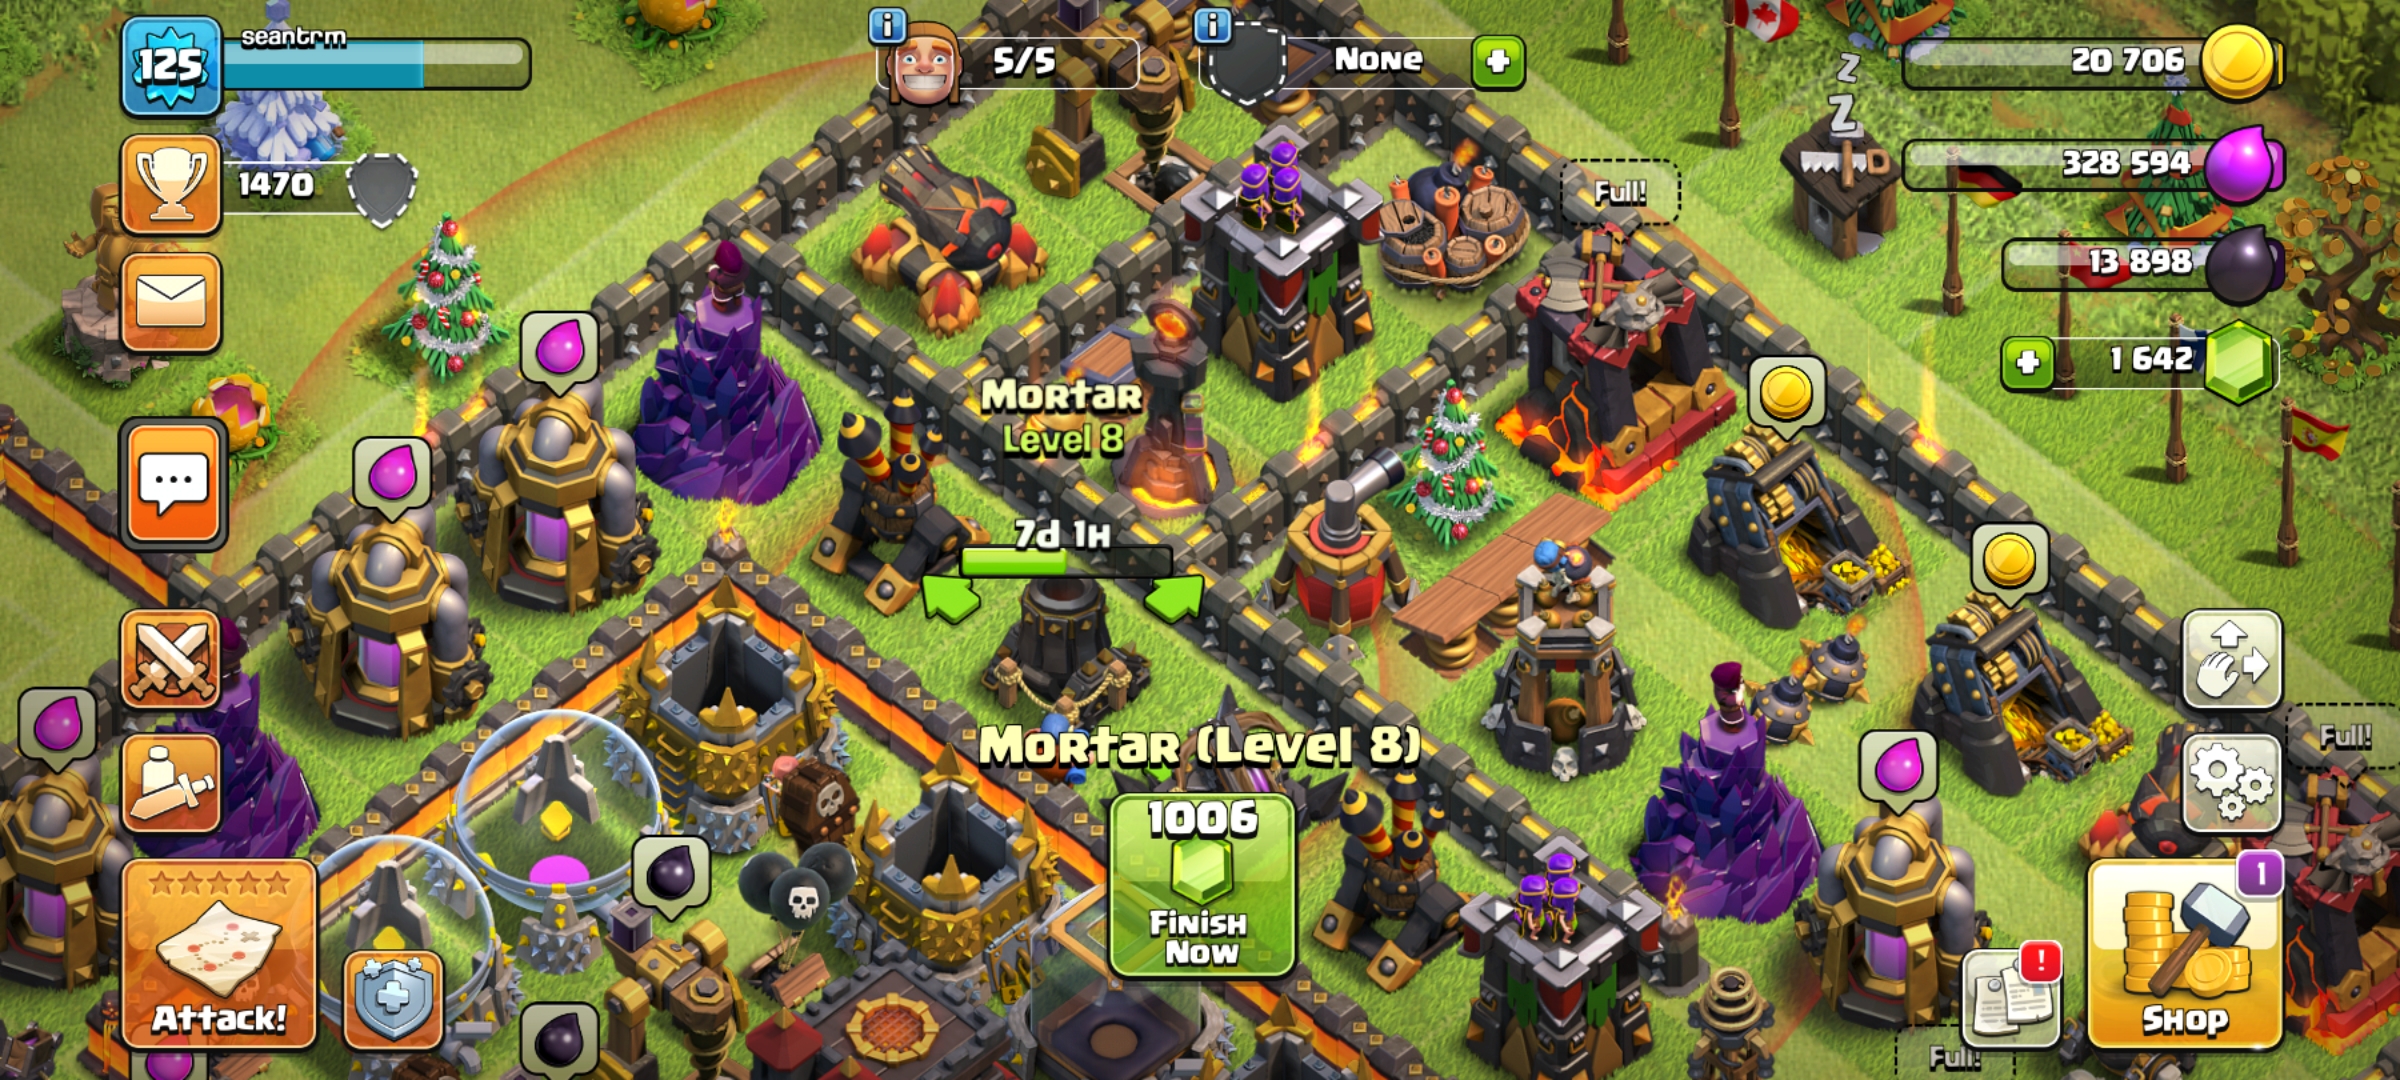 125
seantrm
5/5
None
20 706
1470
328 594
Full!
13 898
1 642
Mortar
Level 8
7d 1H
Mortar (Level 8)
Full!
1006
Finish
Now
1
Attack!
!
Shop
Full!
Z
Z